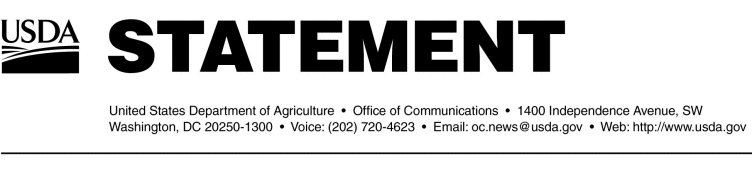 USDA
STATEMENT
United States Department of Agriculture • Office of Communications • 1400 Independence Avenue, SW
Washington, DC 20250-1300 • Voice: (202) 720-4623 • Email: oc.news@usda.gov • Web: http://www.usda.gov